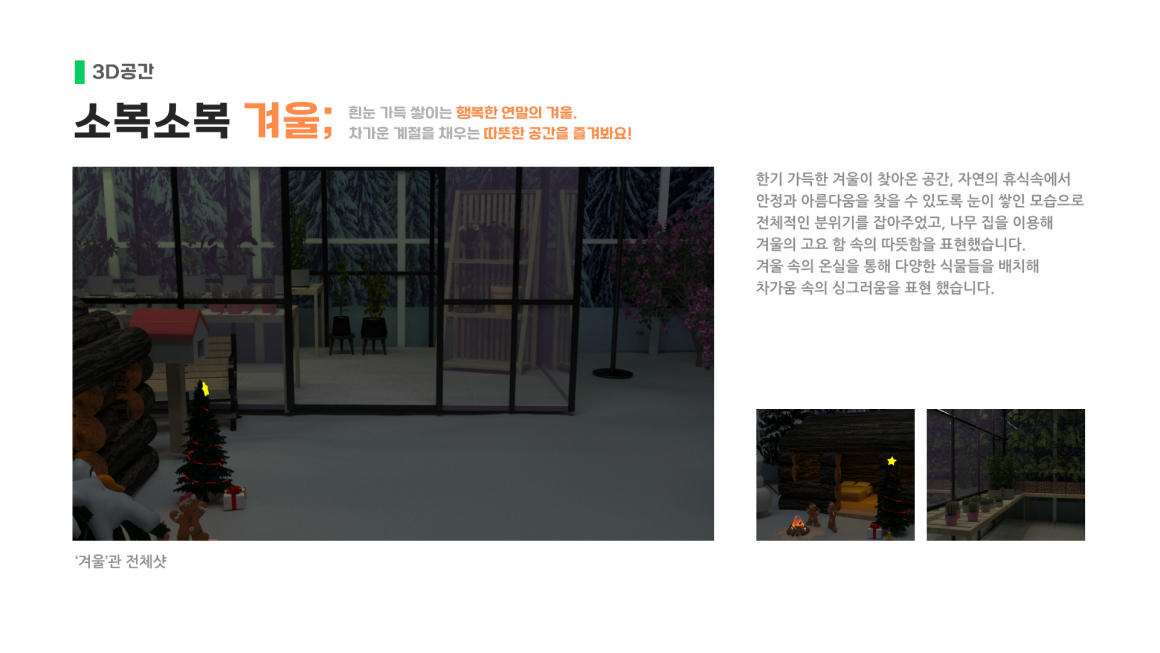 3D공간
소복소복 겨울;
흰눈 가득 쌓이는 행복한 연말의 겨울.
차가운 계절을 채우는 따뜻한 공간을 즐겨봐요!
한기 가득한 겨울이 찾아온 공간, 자연의 휴식속에서
안정과 아름다움을 찾을 수 있도록 눈이 쌓인 모습으로
전체적인 분위기를 잡아주었고, 나무 집을 이용해
겨울의 고요 함 속의 따뜻함을 표현했습니다.
겨울 속의 온실을 통해 다양한 식물들을 배치해
차가움 속의 싱그러움을 표현 했습니다.
‘겨울’관 전체샷